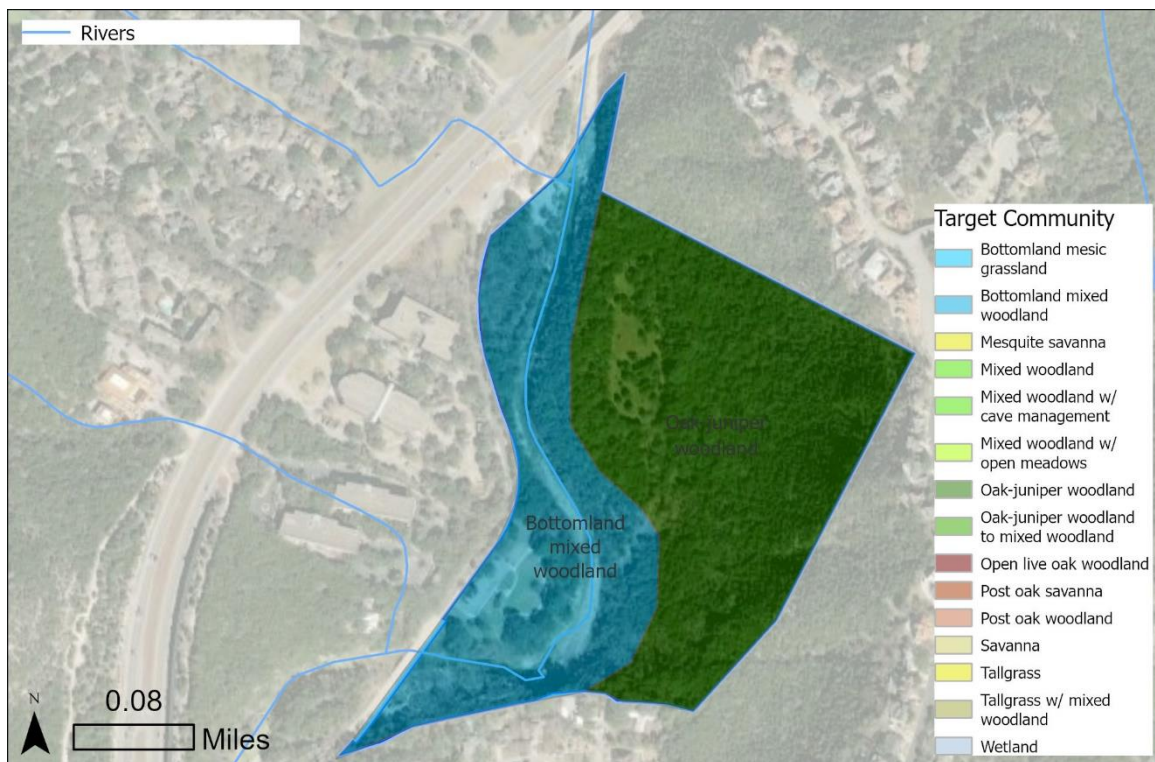 Rivers
Oak-juniper
woodland
Bottomland
mixed
woodland
N
0.08
Miles
Target Community
Bottomland mesic
grassland
Bottomland mixed
woodland
Mesquite savanna
Mixed woodland
Mixed woodland w/
cave management
Mixed woodland w/
open meadows
Oak-juniper woodland
Oak-juniper woodland
to mixed woodland
Open live oak woodland
Post oak savanna
Post oak woodland
Savanna
Tallgrass
Tallgrass w/ mixed
woodland
Wetland